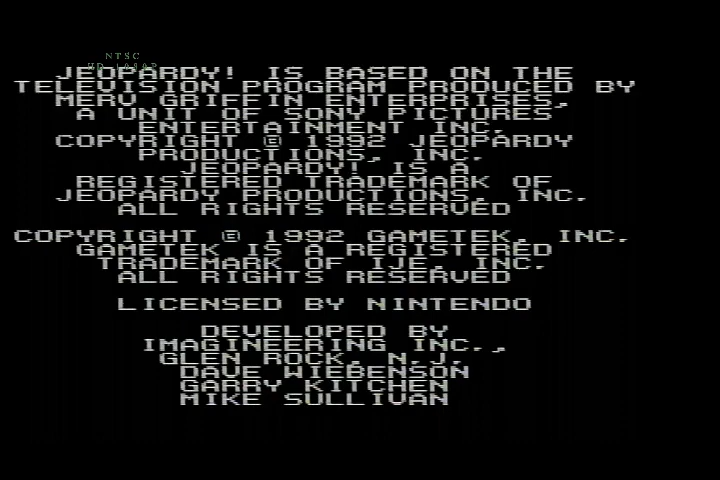 NTSC
JEOPARDY! IS BASED ON THE
TELEVISION PROGRAM PRODUCED BY
MERV GRIFFIN ENTERPRISES,
A UNIT OF SONY PICTURES
ENTERTAINMENT INC.
COPYRIGHT © 1992 JEOPARDY
PRODUCTIONS, INC.
JEOPARDY! IS A
REGISTERED TRADEMARK OF
JEOPARDY PRODUCTIONS, INC.
ALL RIGHTS RESERVED
COPYRIGHT © 1992 GAMETEK, INC.
GAMETEK IS A REGISTERED
TRADEMARK OF IJE, INC.
ALL RIGHTS RESERVED
LICENSED BY NINTENDO
DEVELOPED BY
IMAGINEERING INC.,
GLEN ROCK, N.J.
DAVE WIEBENSON
GARRY KITCHEN
MIKE SULLIVAN